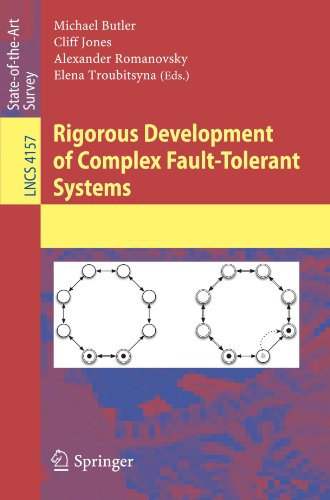 State-of-the-Art
Survey
LNCS 4157
Michael Butler
Cliff Jones
Alexander Romanovsky
Elena Troubitsyna (Eds.)
Rigorous Development
of Complex Fault-Tolerant
Systems
Springer